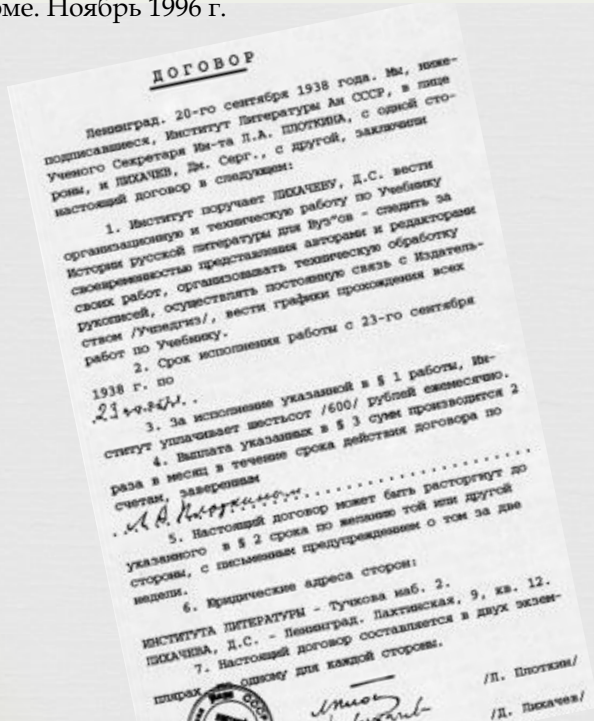 оме. Ноябрь 1996 г.
ДОГОВОР
Ленинград. 20-го сентября 1938 года. Мы, ниже-
подписавшиеся, Институт Литературы Ан СССР, в лице
Ученого Секретаря Ин-та Л.А. ПЛОТКИНА, с одной сто-
роны, и ЛИХАЧЕВ, Дм. Серг., с другой, заключили
настоящий договор в следующем:
1. Институт поручает ЛИХАЧЕВУ, Д.С. вести
организационную и техническую работу по Учебнику
Истории русской литературы для Вуз"ов - следить за
своевременностью представления авторами и редакторами
своих работ, организовывать техническую обработку
рукописей, осуществлять постоянную связь с Издатель-
ством /Учпедгиз/, вести графики прохождения всех
работ по Учебнику.
2. Срок исполнения работы с 23-го сентября
1938 г. по
23
3. За исполнение указанной в § 1 работы, Ин-
ститут уплачивает шестьсот /600/ рублей ежемесячно.
4. Выплата указанных в § 3 сумм производится 2
раза в месяц в течение срока действия договора по
счетам, заверенным
Л.А. Плоткиным
5. Настоящий договор может быть расторгнут до
указанного в § 2 срока по желанию той или другой
стороны, с письменным предупреждением о том за две
недели.
6. Юридические адреса сторон:
ИНСТИТУТА ЛИТЕРАТУРЫ - Тучкова наб. 2.
ЛИХАЧЕВА, Д.С. - Ленинград. Лахтинская, 9, кв. 12.
7. Настоящий договор составляется в двух экзем-
плярах одному для каждой стороны.
/Л. Плоткин/
/Д. Лихачев/